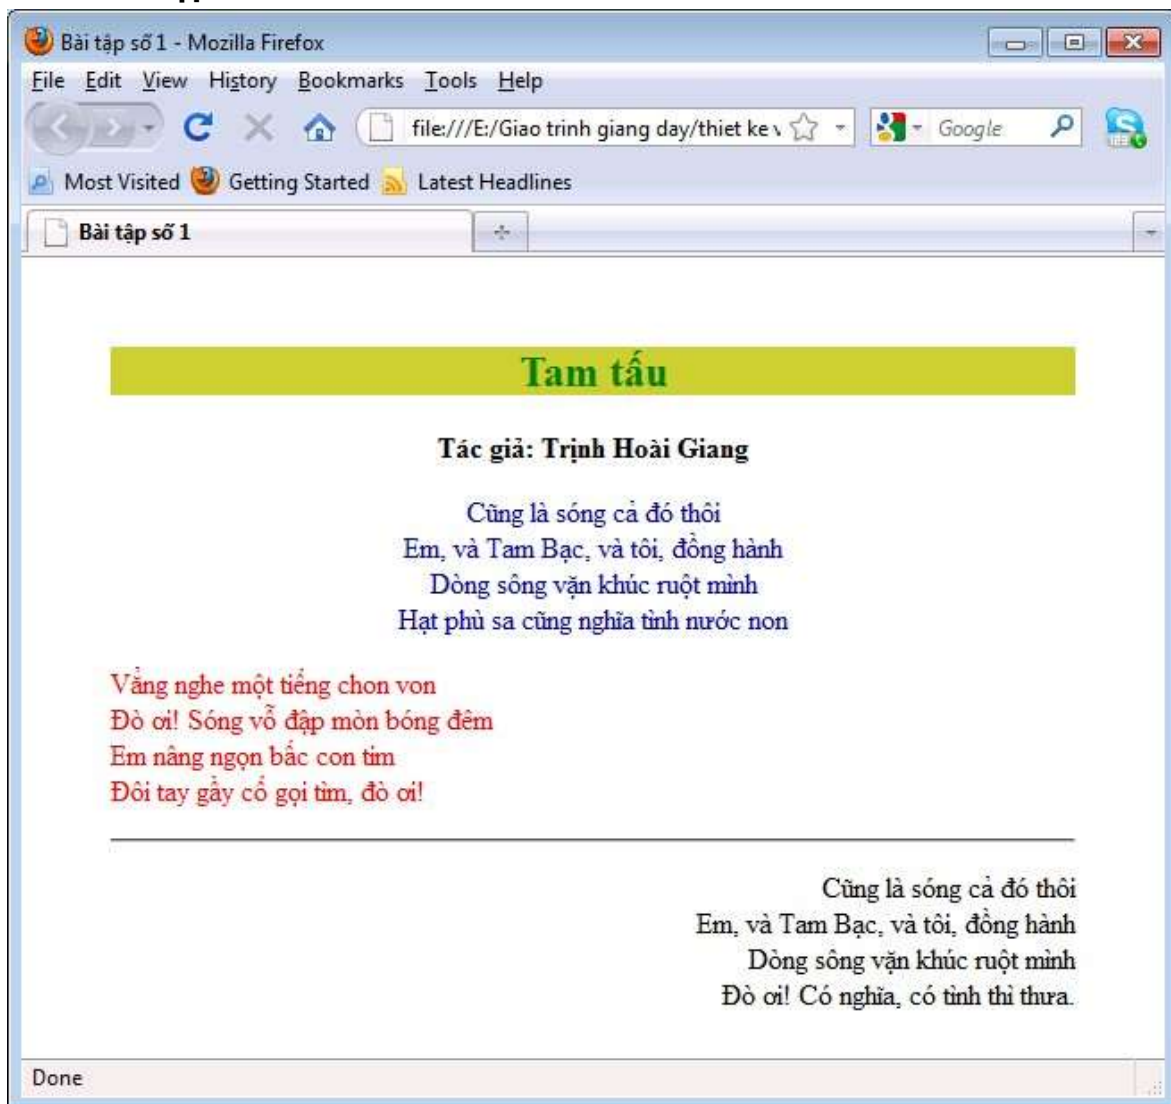 Bài tập số 1 - Mozilla Firefox
File Edit View History Bookmarks Tools Help
file:///E:/Giao trinh giang day/thiet ke v Google
Most Visited Getting Started Latest Headlines
Bài tập số 1
Tam tấu
Tác giả: Trịnh Hoài Giang
Cũng là sóng cả đó thôi
Em, và Tam Bạc, và tôi, đồng hành
Dòng sông vặn khúc ruột mình
Hạt phù sa cũng nghĩa tình nước non
Vẳng nghe một tiếng chon von
Đò ơi! Sóng vỗ đập mòn bóng đêm
Em nâng ngọn bấc con tim
Đôi tay gầy cố gọi tìm, đò ơi!
Cũng là sóng cả đó thôi
Em, và Tam Bạc, và tôi, đồng hành
Dòng sông vặn khúc ruột mình
Đò ơi! Có nghĩa, có tình thì thưa.
Done